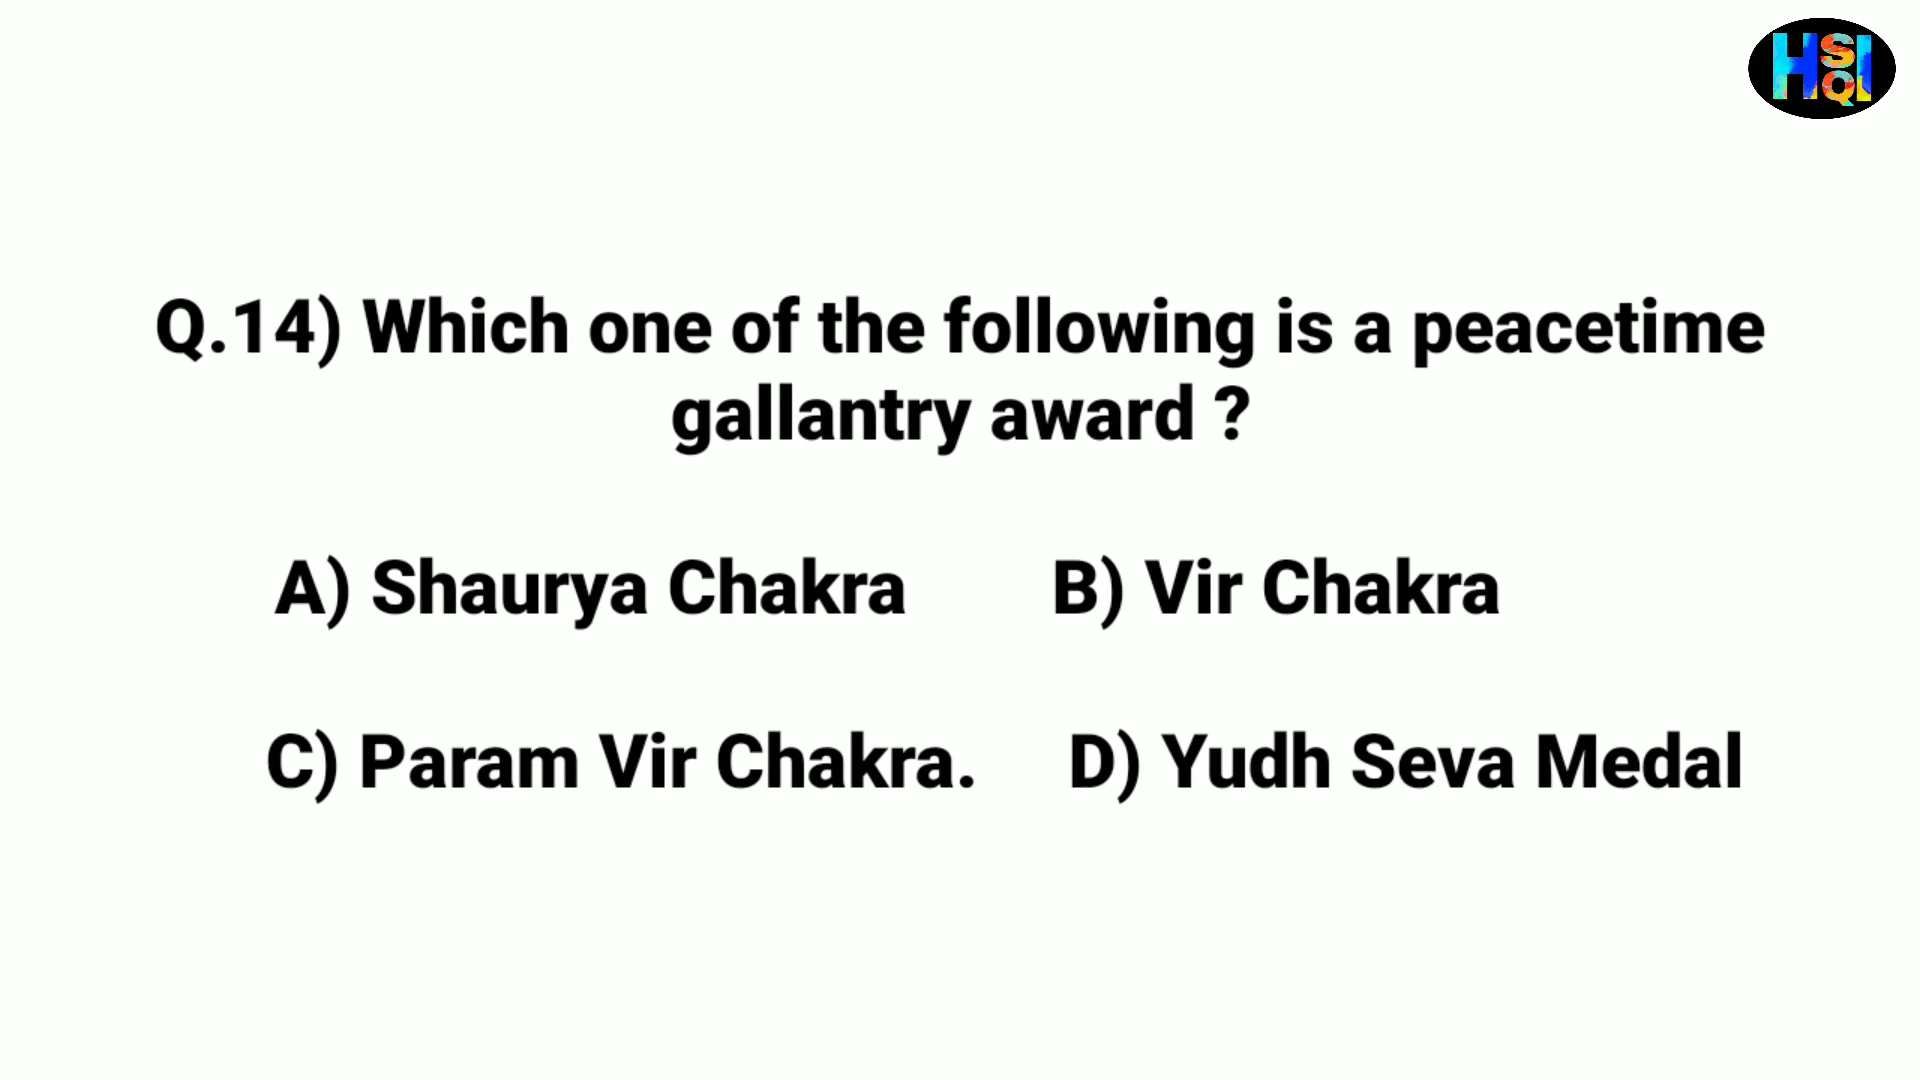 HSQI
Q.14) Which one of the following is a peacetime
gallantry award ?
A) Shaurya Chakra B) Vir Chakra
C) Param Vir Chakra. D) Yudh Seva Medal